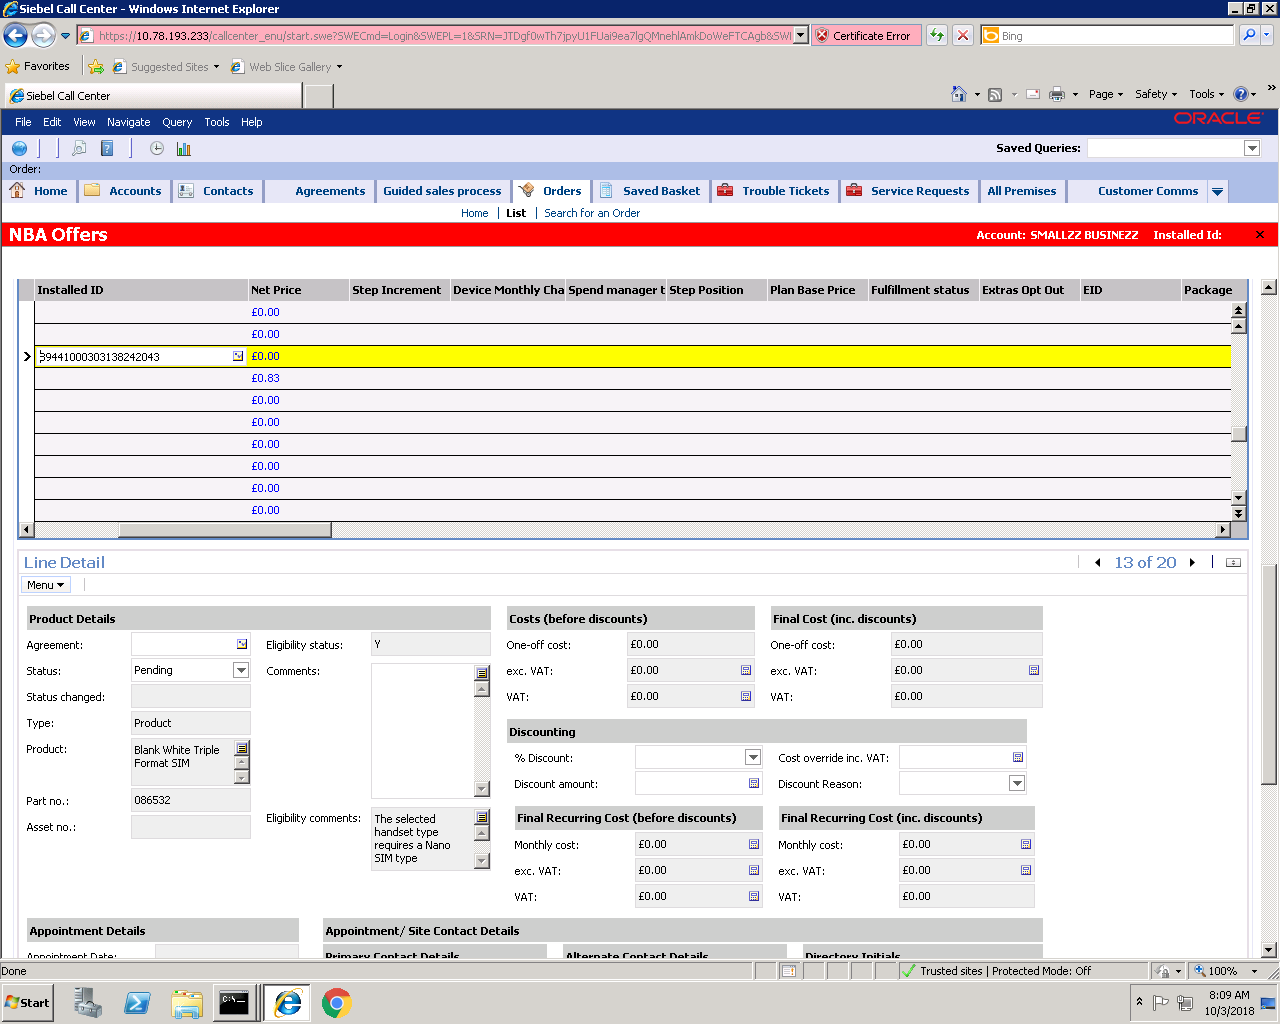 Siebel Call Center - Windows Internet Explorer
https://10.78.193.233/callcenter_enu/start.swe?SWECmd=Login&SWEPL=1&SRN=JTDgf0wTh7jpyU1FUai9ea7lgQMnehlAmkDoWeFTCAgb&SWI
Certificate Error
Bing
Favorites
Suggested Sites
Web Slice Gallery
Siebel Call Center
Page
Safety
Tools
File Edit View Navigate Query Tools Help
ORACLE
Saved Queries:
Order:
Home Accounts Contacts Agreements Guided sales process Orders Saved Basket Trouble Tickets Service Requests All Premises Customer Comms
Home | List | Search for an Order
NBA Offers
Account: SMALLZZ BUSINEZZ Installed Id:
Installed ID Net Price Step Increment Device Monthly Cha Spend manager t Step Position Plan Base Price Fulfillment status Extras Opt Out EID Package
£0.00
£0.00
39441000303138242043 £0.00
£0.83
£0.00
£0.00
£0.00
£0.00
£0.00
£0.00
Line Detail
13 of 20
Menu
Product Details
Costs (before discounts)
Final Cost (inc. discounts)
Agreement:
Eligibility status: Y
One-off cost: £0.00
One-off cost: £0.00
Status: Pending
Comments:
exc. VAT: £0.00
exc. VAT: £0.00
Status changed:
VAT: £0.00
VAT: £0.00
Type: Product
Discounting
Product: Blank White Triple
Format SIM
% Discount:
Cost override inc. VAT:
Discount amount:
Discount Reason:
Part no.: 086532
Asset no.:
Eligibility comments: The selected
handset type
requires a Nano
SIM type
Final Recurring Cost (before discounts)
Final Recurring Cost (inc. discounts)
Monthly cost: £0.00
Monthly cost: £0.00
exc. VAT: £0.00
exc. VAT: £0.00
VAT: £0.00
VAT: £0.00
Appointment Details
Appointment/ Site Contact Details
Appointment Date:
Primary Contact Details
Alternate Contact Details
Directory Initials
Done
Trusted sites | Protected Mode: Off
100%
Start
C:\
8:09 AM
10/3/2018